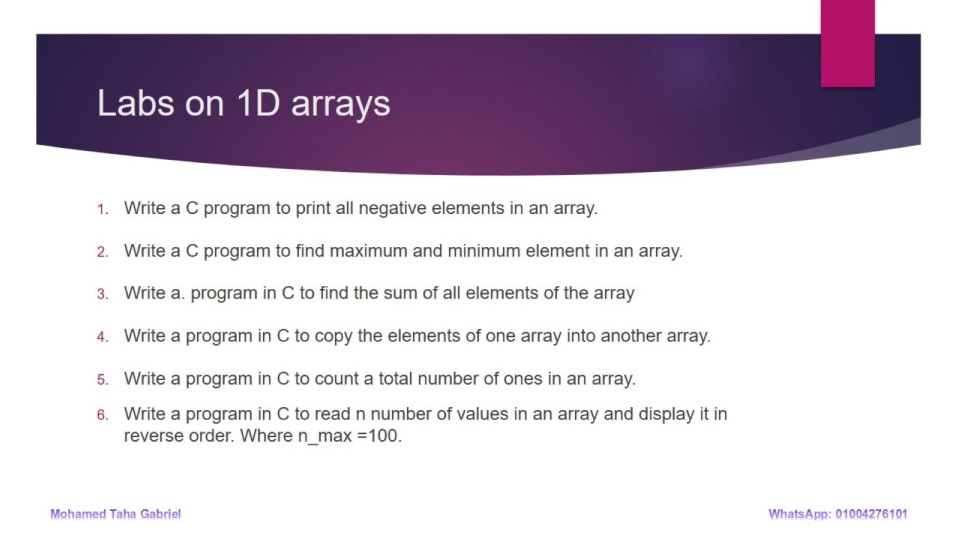 Labs on 1D arrays
1. Write a C program to print all negative elements in an array.
2. Write a C program to find maximum and minimum element in an array.
3. Write a. program in C to find the sum of all elements of the array
4. Write a program in C to copy the elements of one array into another array.
5. Write a program in C to count a total number of ones in an array.
6. Write a program in C to read n number of values in an array and display it in
reverse order. Where n_max =100.
Mohamed Taha Gabriel
WhatsApp: 01004276101